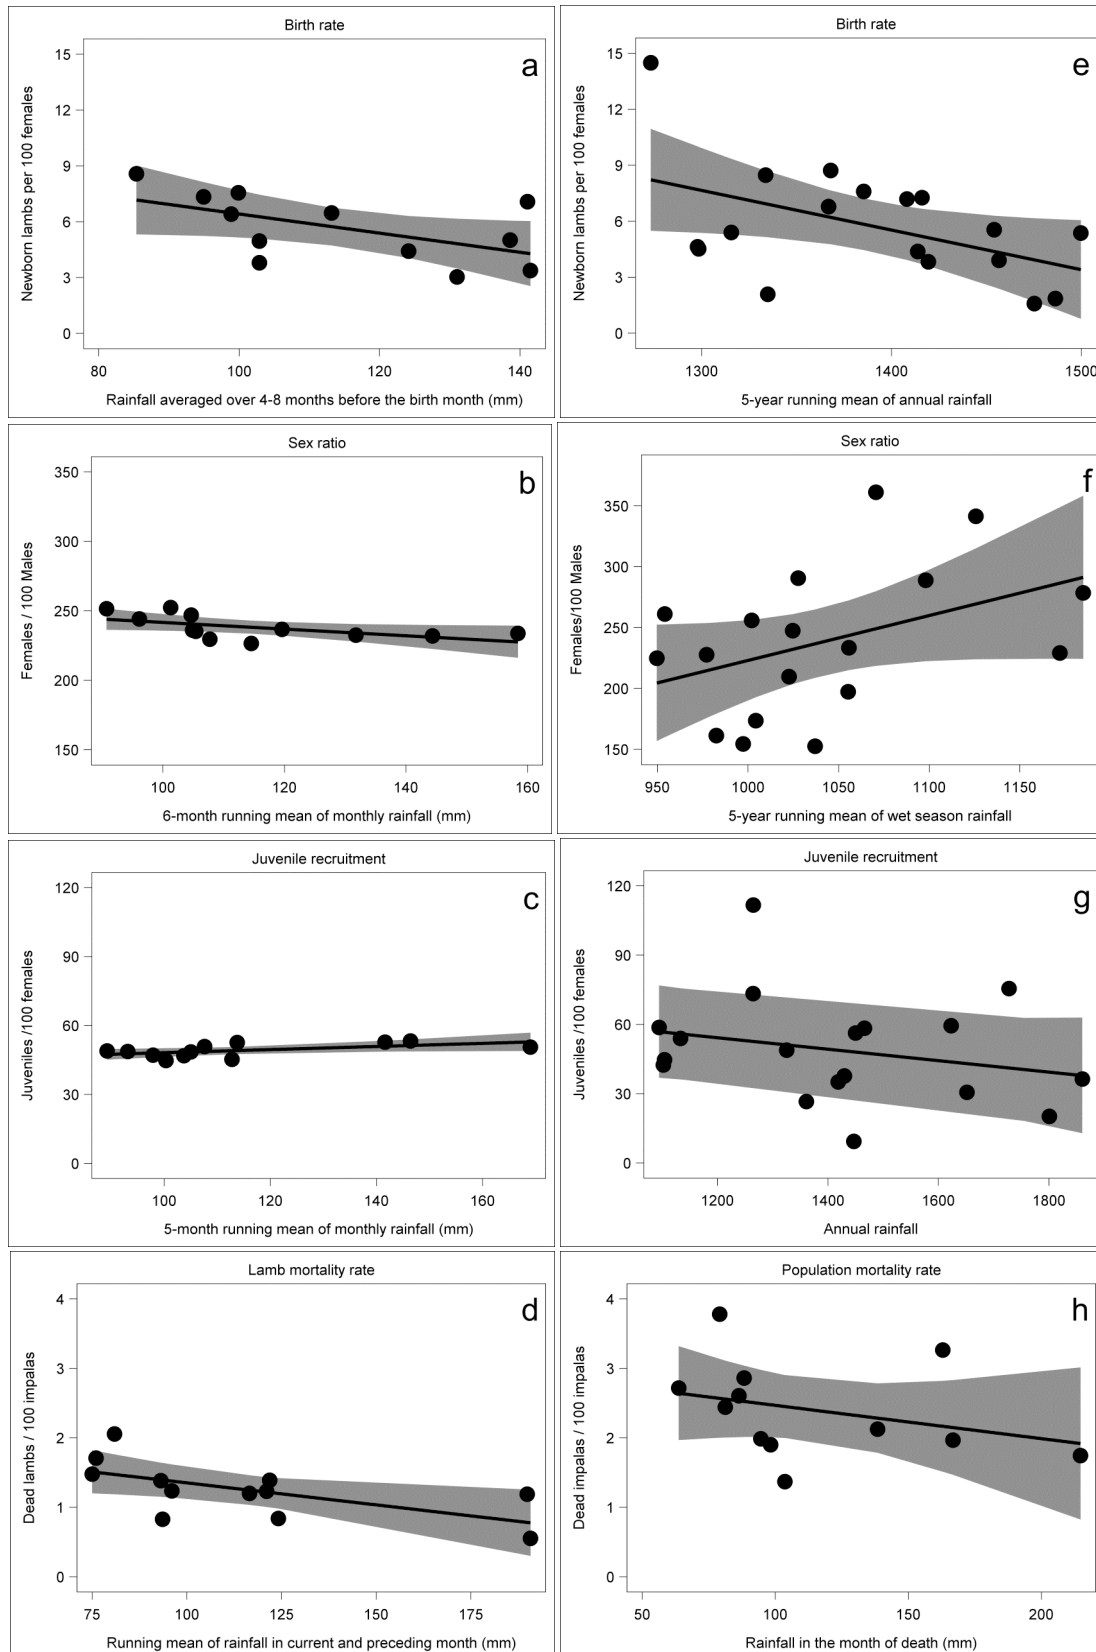 Birth rate
a
Newborn lambs per 100 females
15
12
9
6
3
0
80 100 120 140
Rainfall averaged over 4-8 months before the birth month (mm)
Birth rate
e
Newborn lambs per 100 females
15
12
9
6
3
0
1300 1400 1500
5-year running mean of annual rainfall
Sex ratio
b
Females / 100 Males
350
300
250
200
150
100 120 140 160
6-month running mean of monthly rainfall (mm)
Sex ratio
f
Females/100 Males
350
300
250
200
150
950 1000 1050 1100 1150
5-year running mean of wet season rainfall
Juvenile recruitment
c
Juveniles /100 females
120
90
60
30
0
100 120 140 160
5-month running mean of monthly rainfall (mm)
Juvenile recruitment
g
Juveniles /100 females
120
90
60
30
0
1200 1400 1600 1800
Annual rainfall
Lamb mortality rate
d
Dead lambs / 100 impalas
4
3
2
1
0
75 100 125 150 175
Running mean of rainfall in current and preceding month (mm)
Population mortality rate
h
Dead impalas / 100 impalas
4
3
2
1
0
50 100 150 200
Rainfall in the month of death (mm)